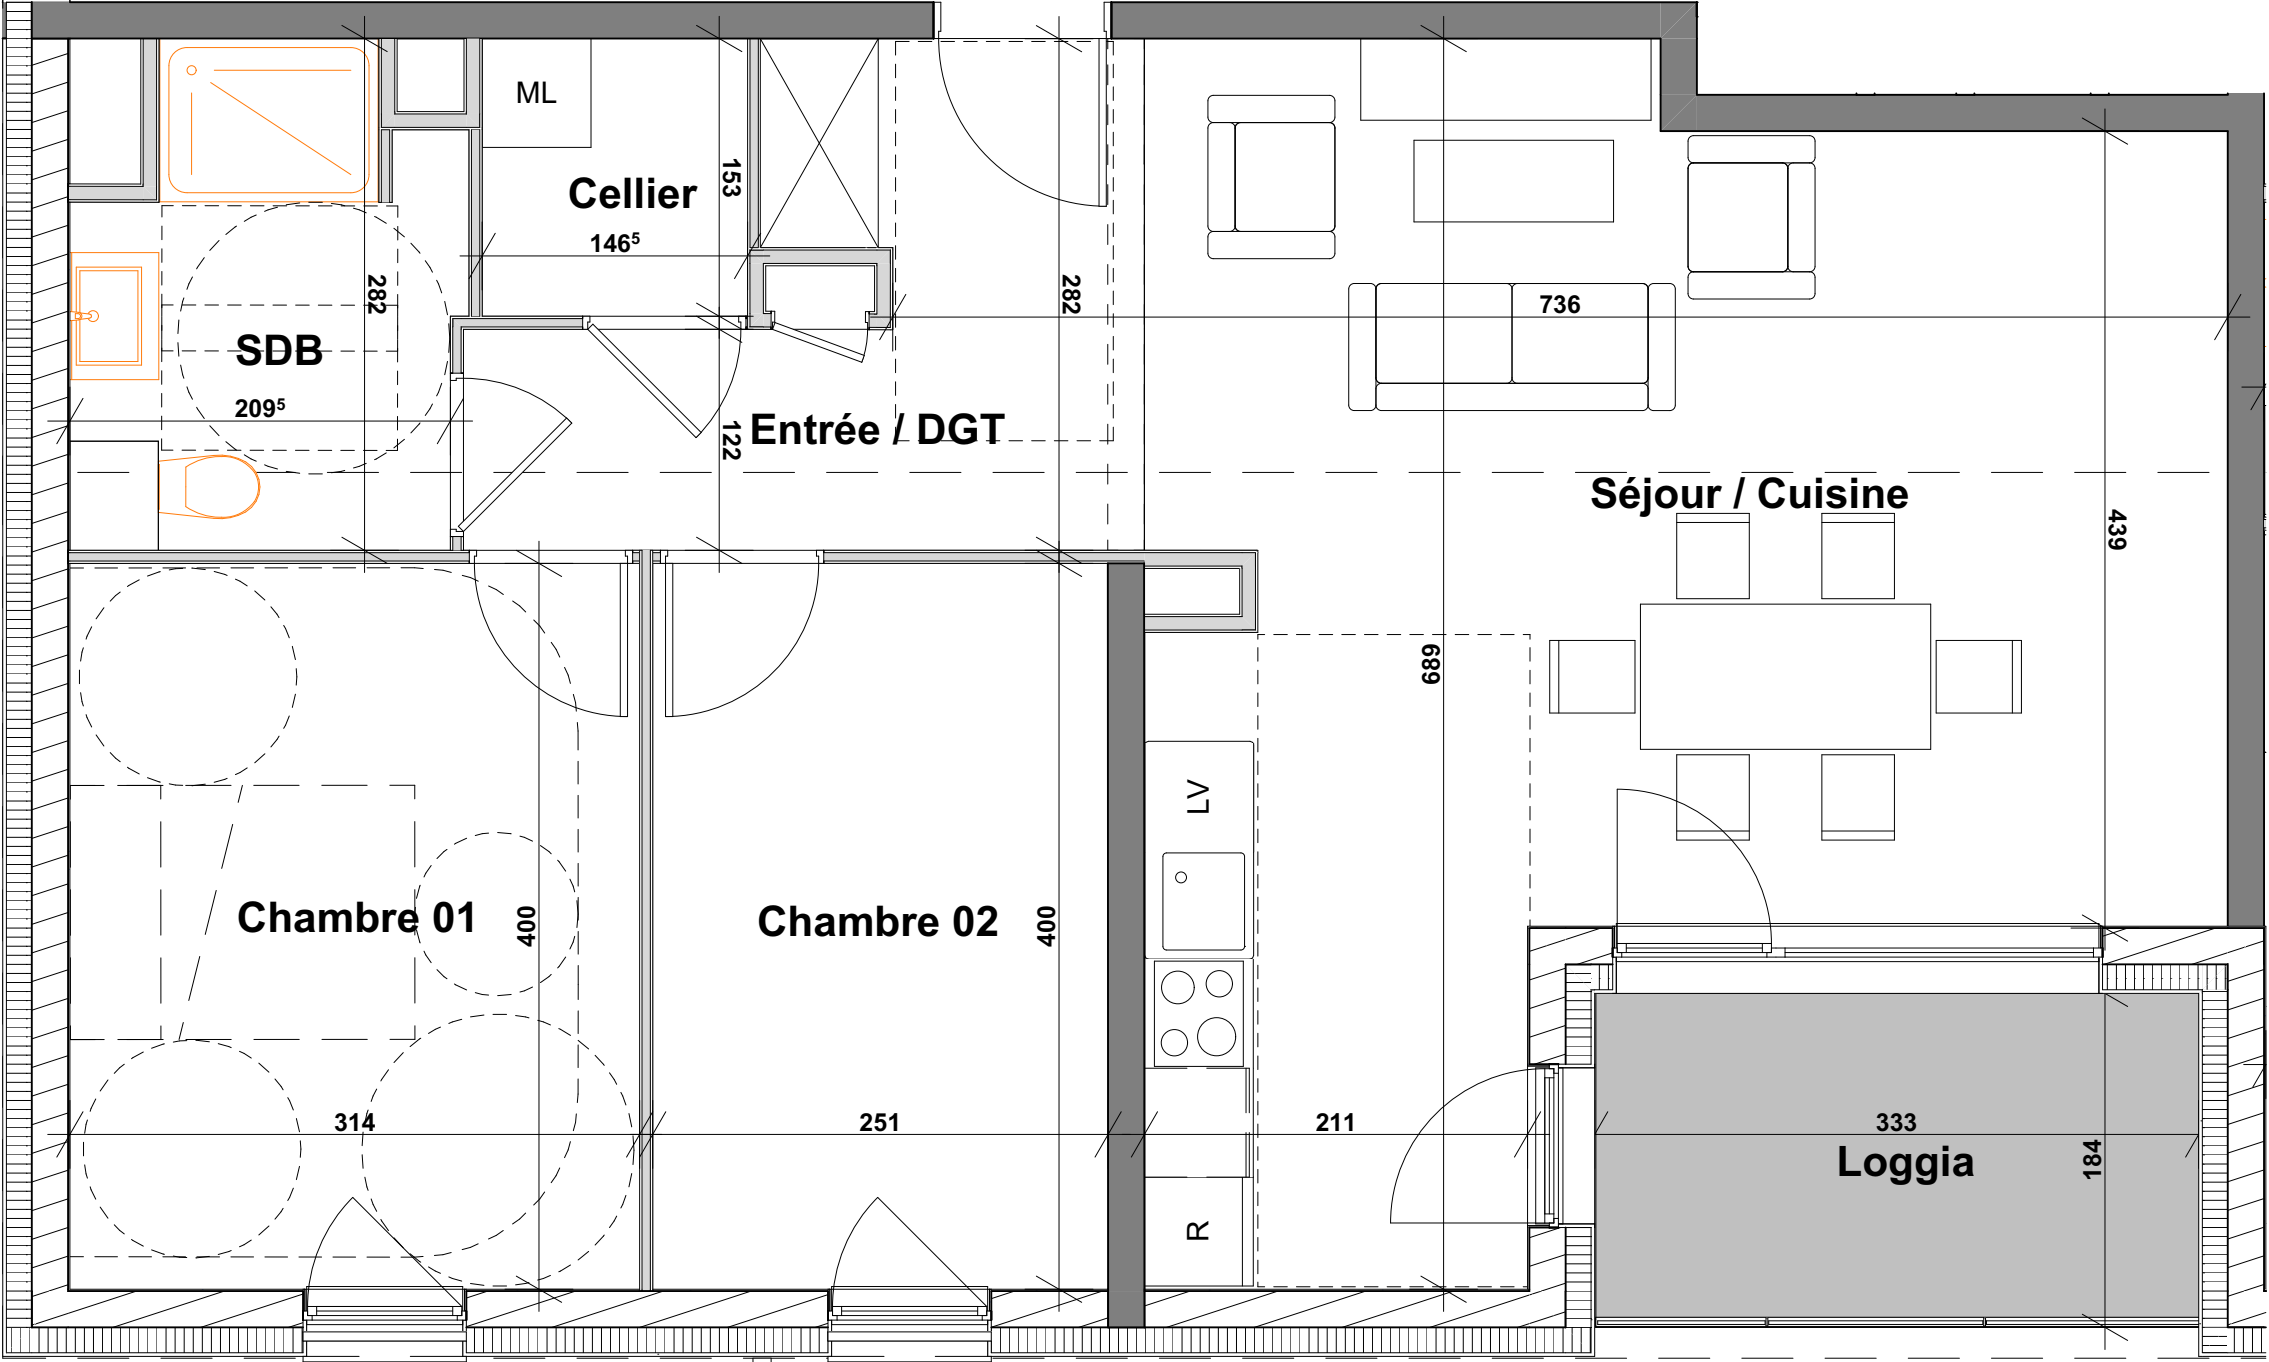 ML
Cellier
153
146⁵
282
282
736
SDB
209⁵
122
Entrée / DGT
Séjour / Cuisine
439
689
LV
Chambre 01
400
Chambre 02
400
314
251
211
333
Loggia
184
R